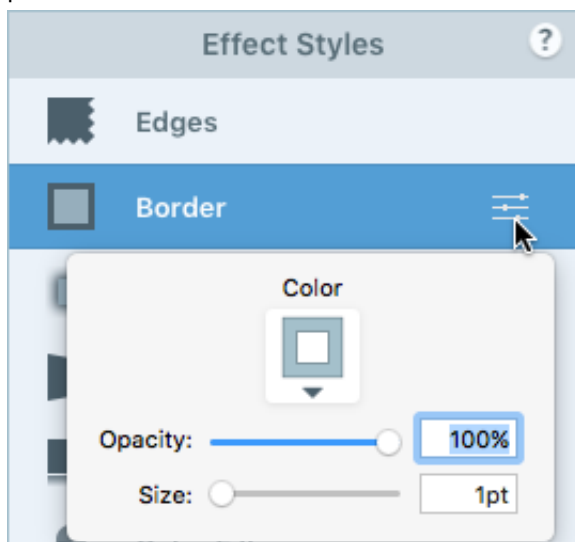 Effect Styles ?
Edges
Border
Color
Opacity: 100%
Size: 1pt